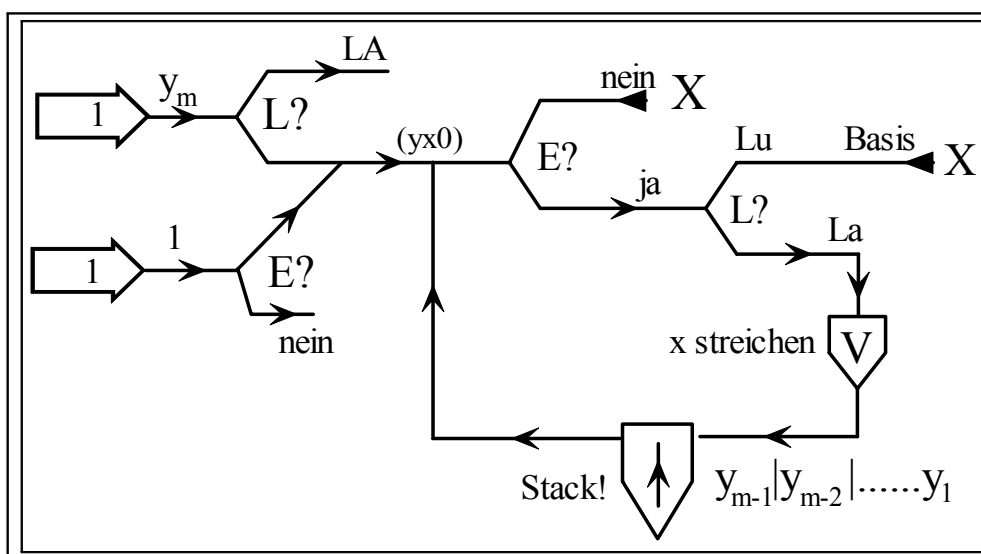 LA
y_m
1
L?
nein
X
(yx0)
E?
Lu
Basis
X
ja
L?
1
1
E?
La
nein
x streichen
V
Stack!
y_{m-1}|y_{m-2}|......y_1